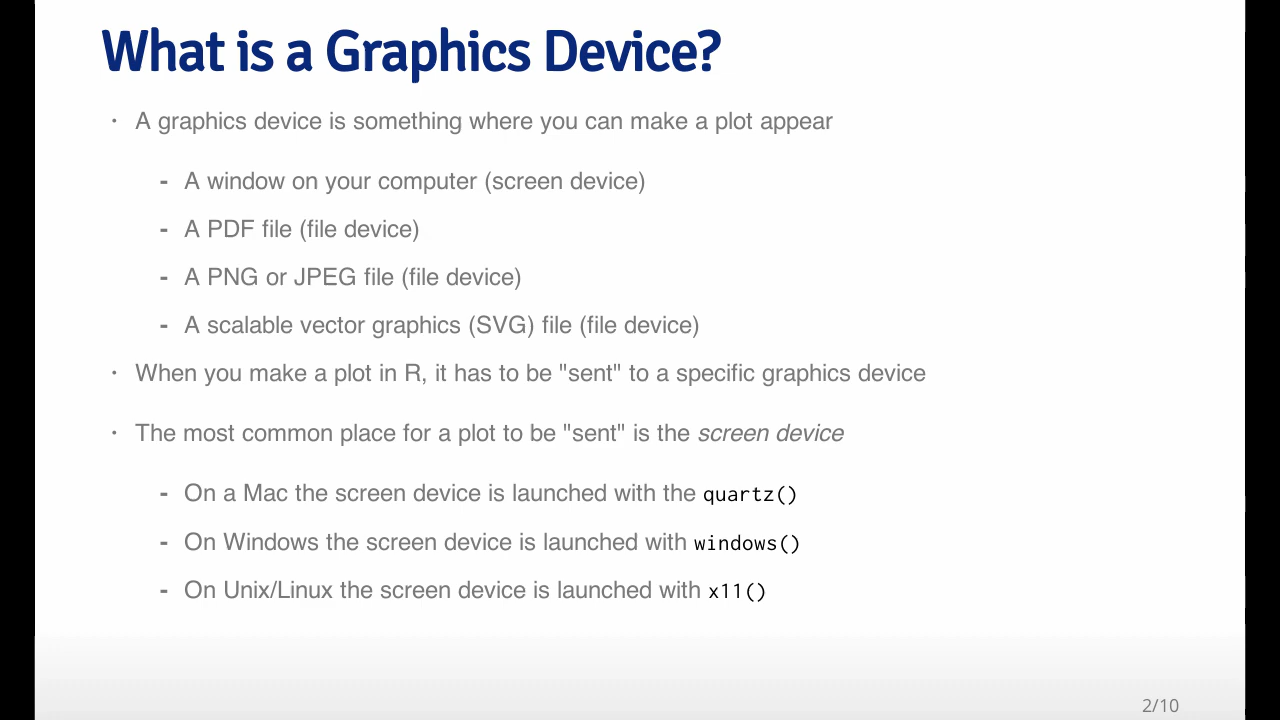 What is a Graphics Device?
· A graphics device is something where you can make a plot appear
- A window on your computer (screen device)
- A PDF file (file device)
- A PNG or JPEG file (file device)
- A scalable vector graphics (SVG) file (file device)
· When you make a plot in R, it has to be "sent" to a specific graphics device
· The most common place for a plot to be "sent" is the screen device
- On a Mac the screen device is launched with the quartz()
- On Windows the screen device is launched with windows()
- On Unix/Linux the screen device is launched with x11()
2/10